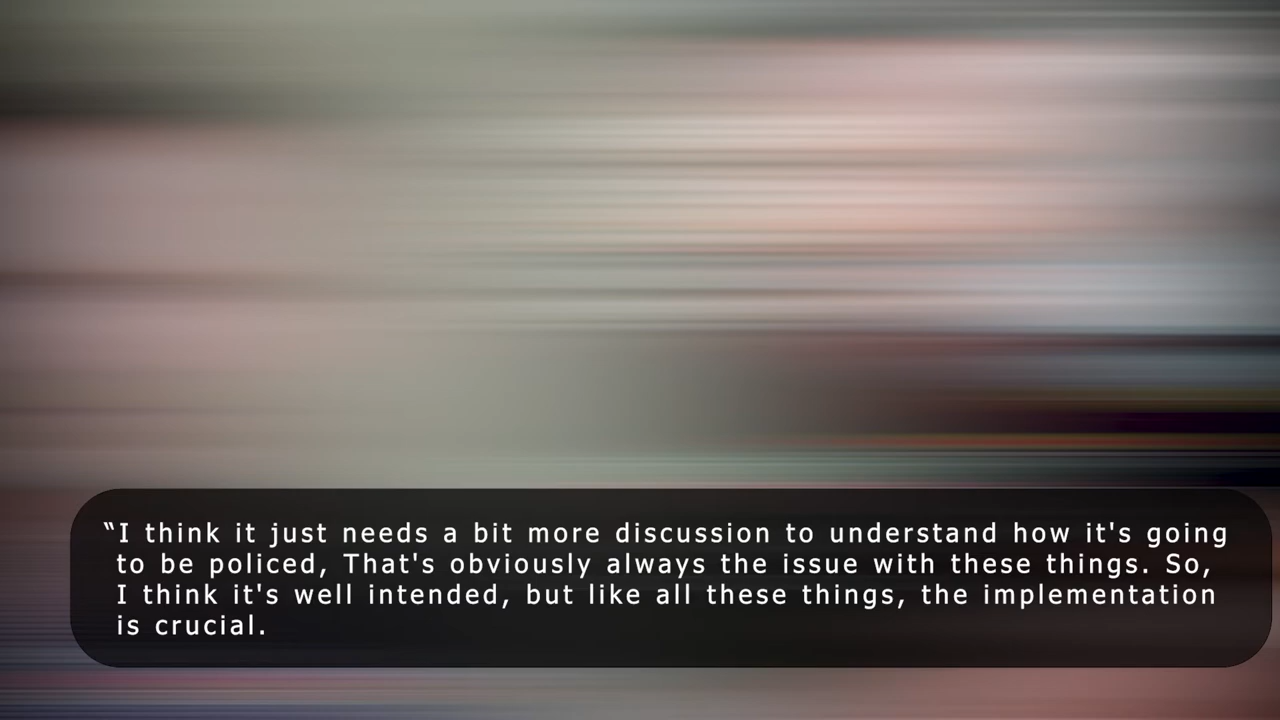 “I think it just needs a bit more discussion to understand how it's going
to be policed, That's obviously always the issue with these things. So,
I think it's well intended, but like all these things, the implementation
is crucial.